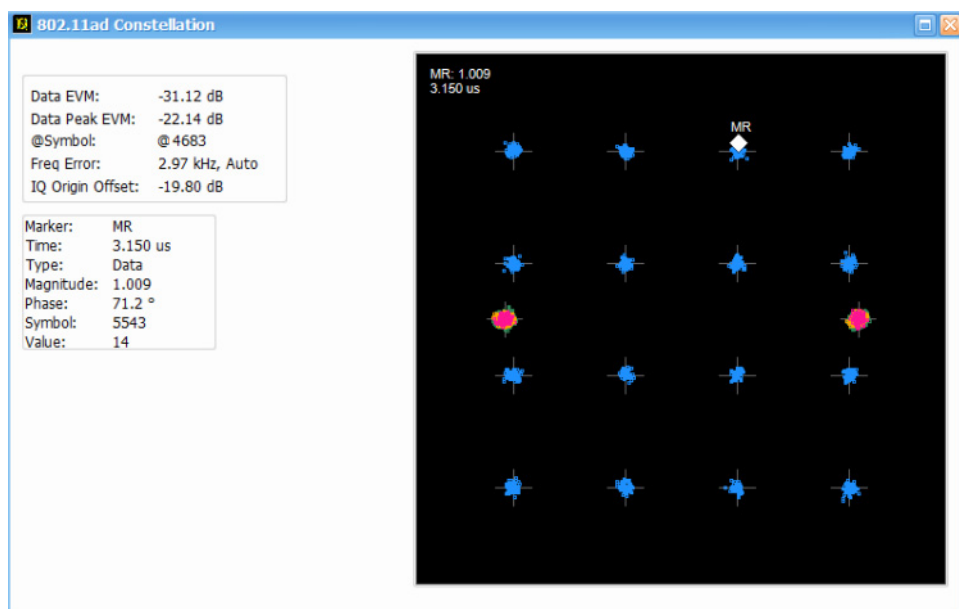 802.11ad Constellation
Data EVM: -31.12 dB
Data Peak EVM: -22.14 dB
@Symbol: @4683
Freq Error: 2.97 kHz, Auto
IQ Origin Offset: -19.80 dB
Marker: MR
Time: 3.150 us
Type: Data
Magnitude: 1.009
Phase: 71.2 °
Symbol: 5543
Value: 14
MR: 1.009
3.150 us
MR